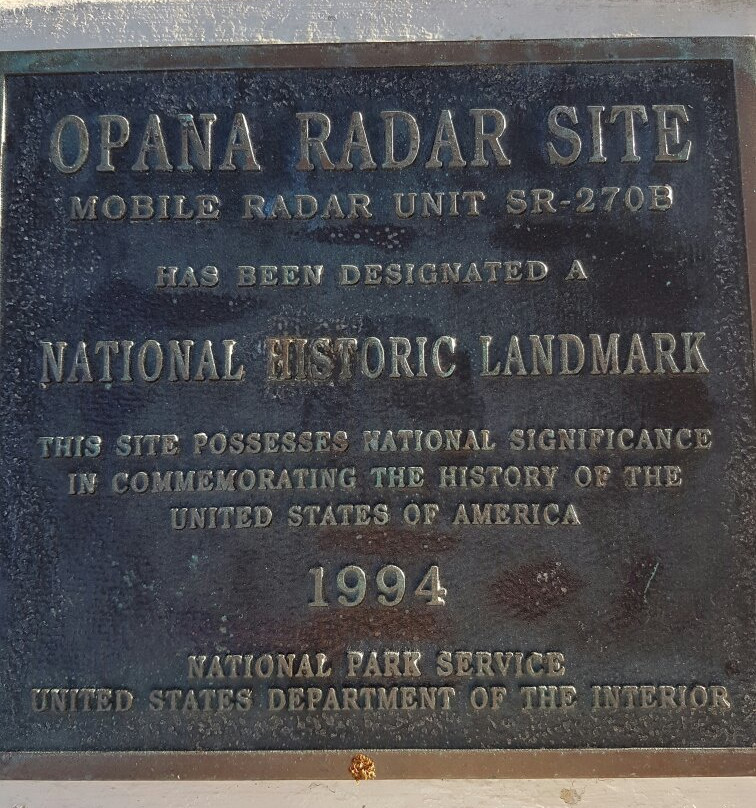 OPANA RADAR SITE
MOBILE RADAR UNIT SR-270B
HAS BEEN DESIGNATED A
NATIONAL HISTORIC LANDMARK
THIS SITE POSSESSES NATIONAL SIGNIFICANCE
IN COMMEMORATING THE HISTORY OF THE
UNITED STATES OF AMERICA
1994
NATIONAL PARK SERVICE
UNITED STATES DEPARTMENT OF THE INTERIOR